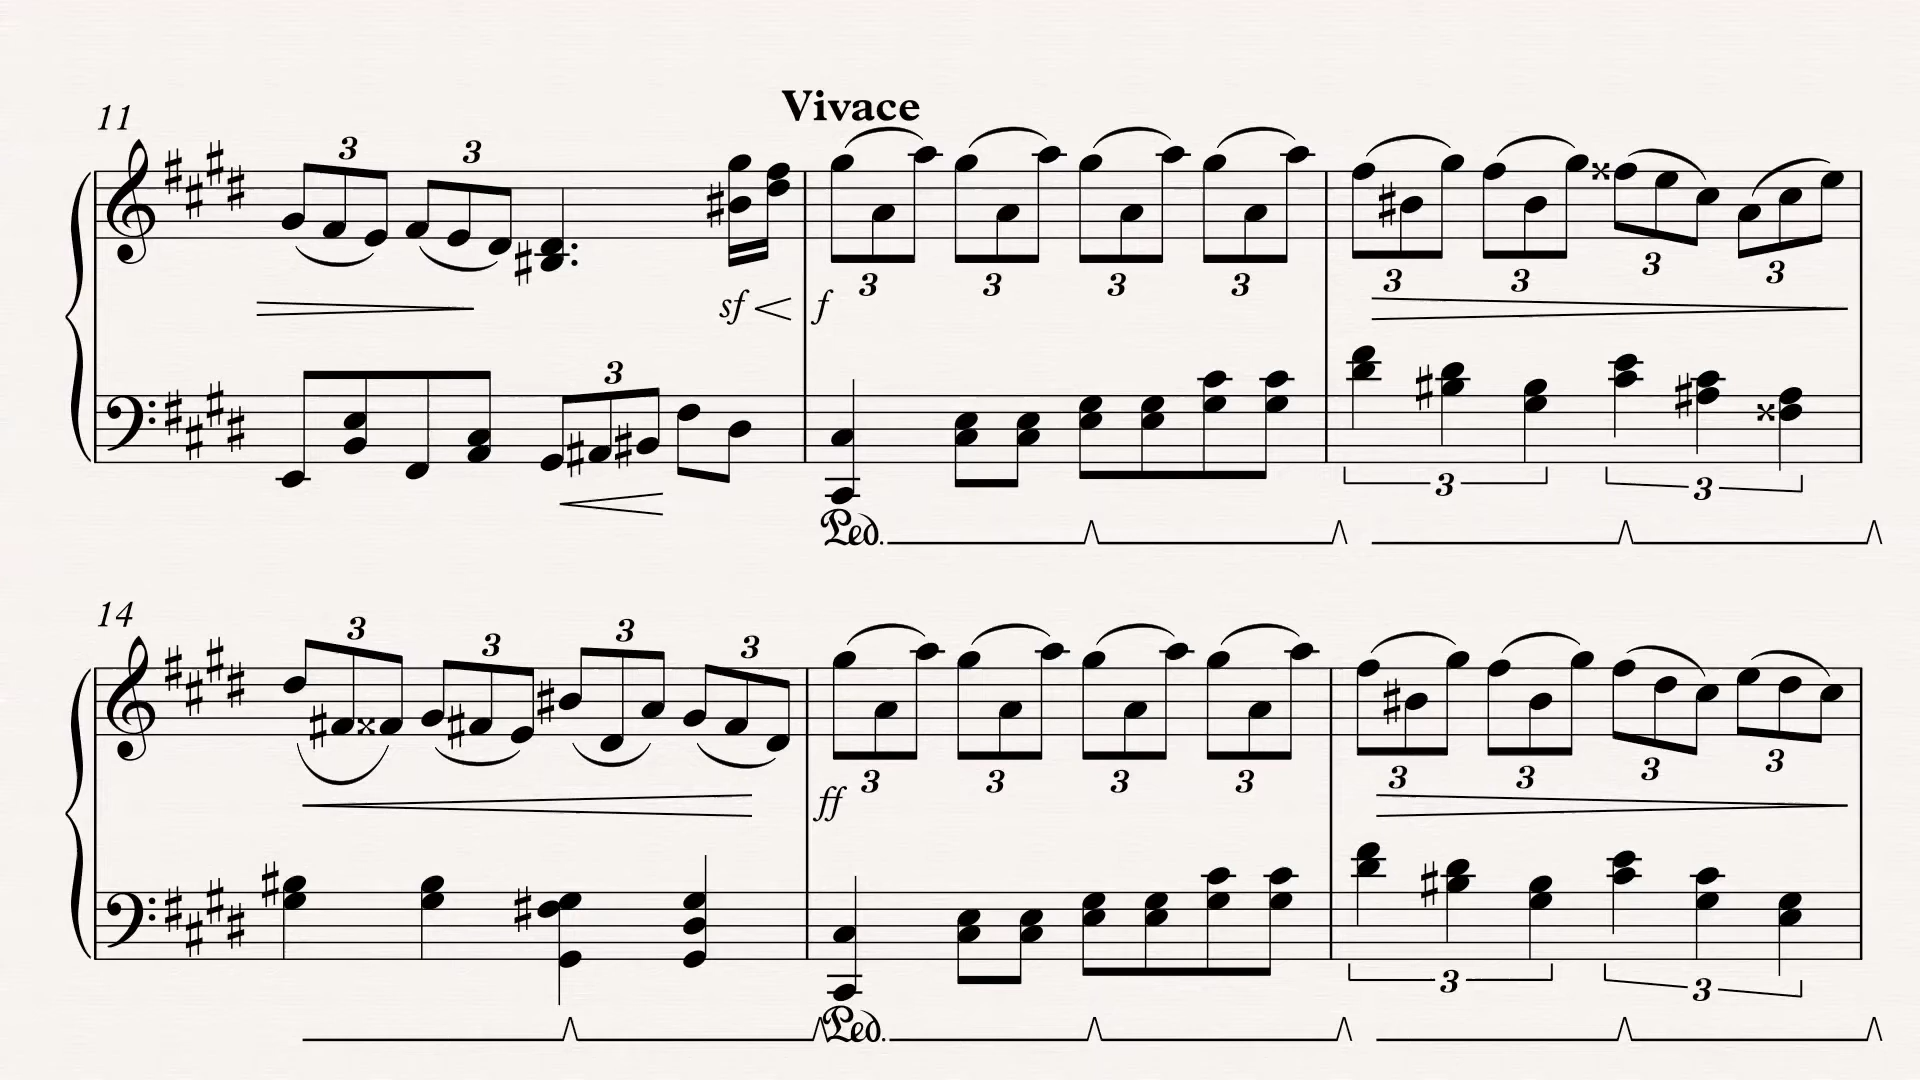 Vivace
11
3 3
sf f 3 3 3 3 3 3 3 3
3
3 3
Ped.
14
3 3 3 3
ff 3 3 3 3 3 3 3 3
3 3
Ped.